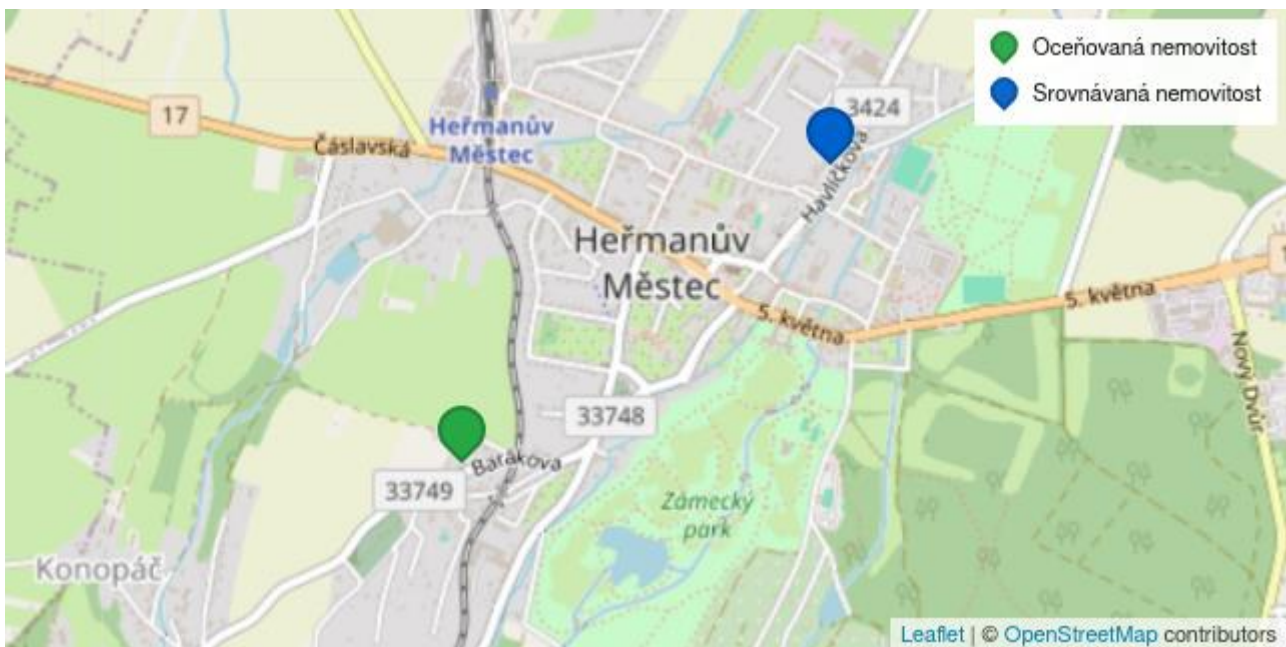 Oceňovaná nemovitost
Srovnávaná nemovitost
17
Čáslavská
Heřmanův
Městec
3424
Havlíčkova
Heřmanův
Městec
5. května
5. května
Nový Dvůr
33748
Barákova
33749
Zámecký
park
Konopáč
Leaflet | © OpenStreetMap contributors